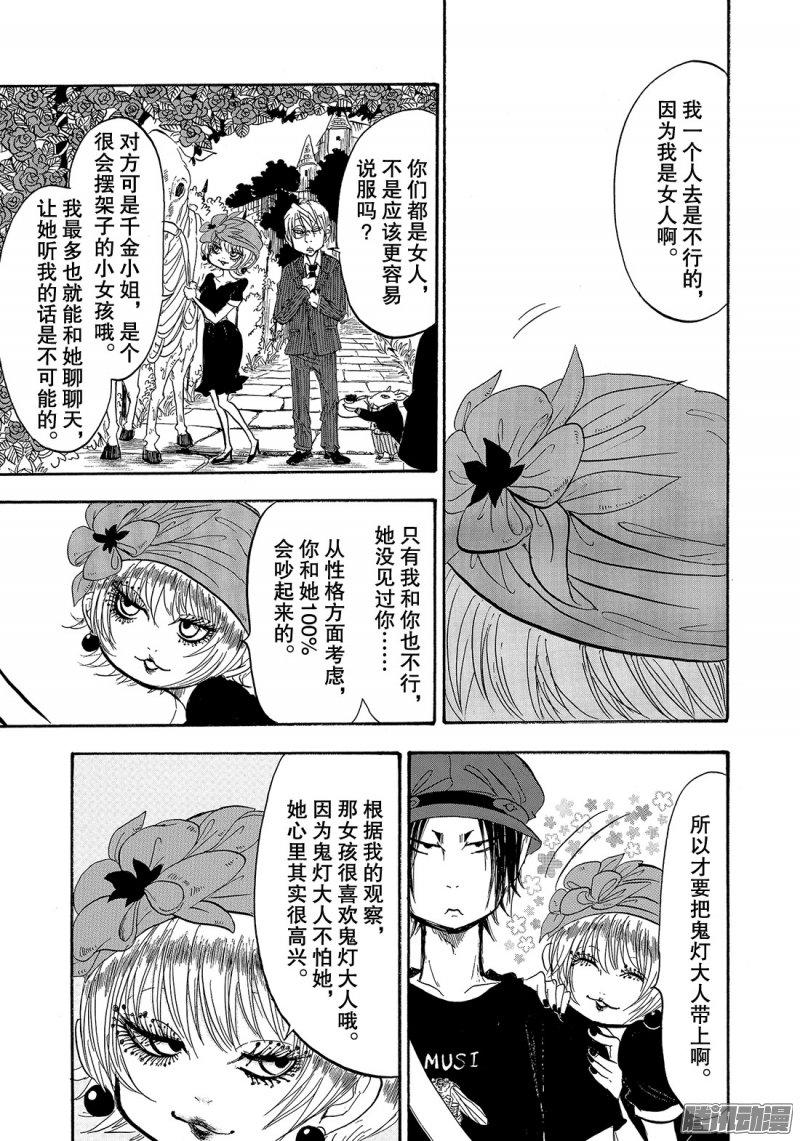 我一个人去是不行的，
因为我是女人啊。
你们都是女人，
不是应该更容易
说服吗？
对方可是千金小姐，是个
很会摆架子的小女孩哦。
我最多也就能和她聊聊天，
让她听我的话是不可能的。
只有我和你也不行，
她没见过你……
从性格方面考虑，
你和她100%
会吵起来的。
所以才要把鬼灯大人带上啊。
MUSI
根据我的观察，
那女孩很喜欢鬼灯大人哦。
因为鬼灯大人不怕她，
她心里其实很高兴。
腾讯动漫